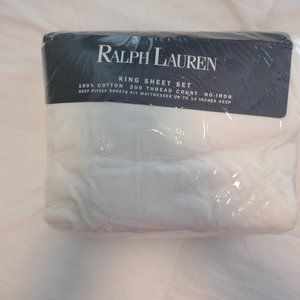 RALPH LAUREN
KING SHEET SET
100% COTTON 200 THREAD COUNT NO-IRON
DEEP FITTED SHEETS FIT MATTRESSES UP TO 14 INCHES DEEP